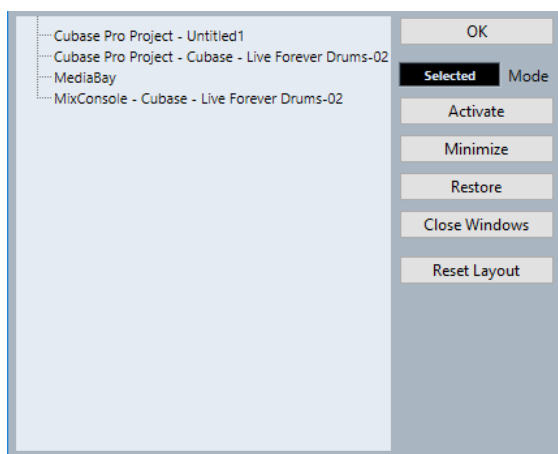 Cubase Pro Project - Untitled1
Cubase Pro Project - Cubase - Live Forever Drums-02
MediaBay
MixConsole - Cubase - Live Forever Drums-02
OK
Selected Mode
Activate
Minimize
Restore
Close Windows
Reset Layout